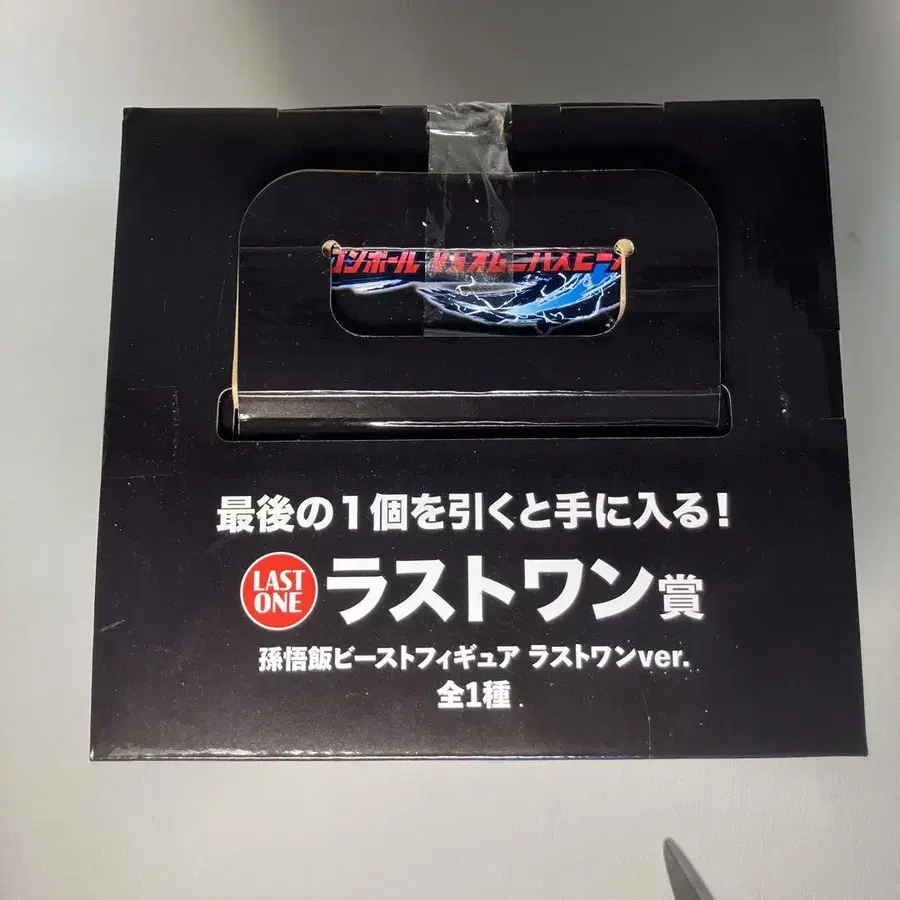 最後の1個を引くと手に入る!
LAST
ONE
ラストワン賞
孫悟飯ビーストフィギュア ラストワンver.
全1種